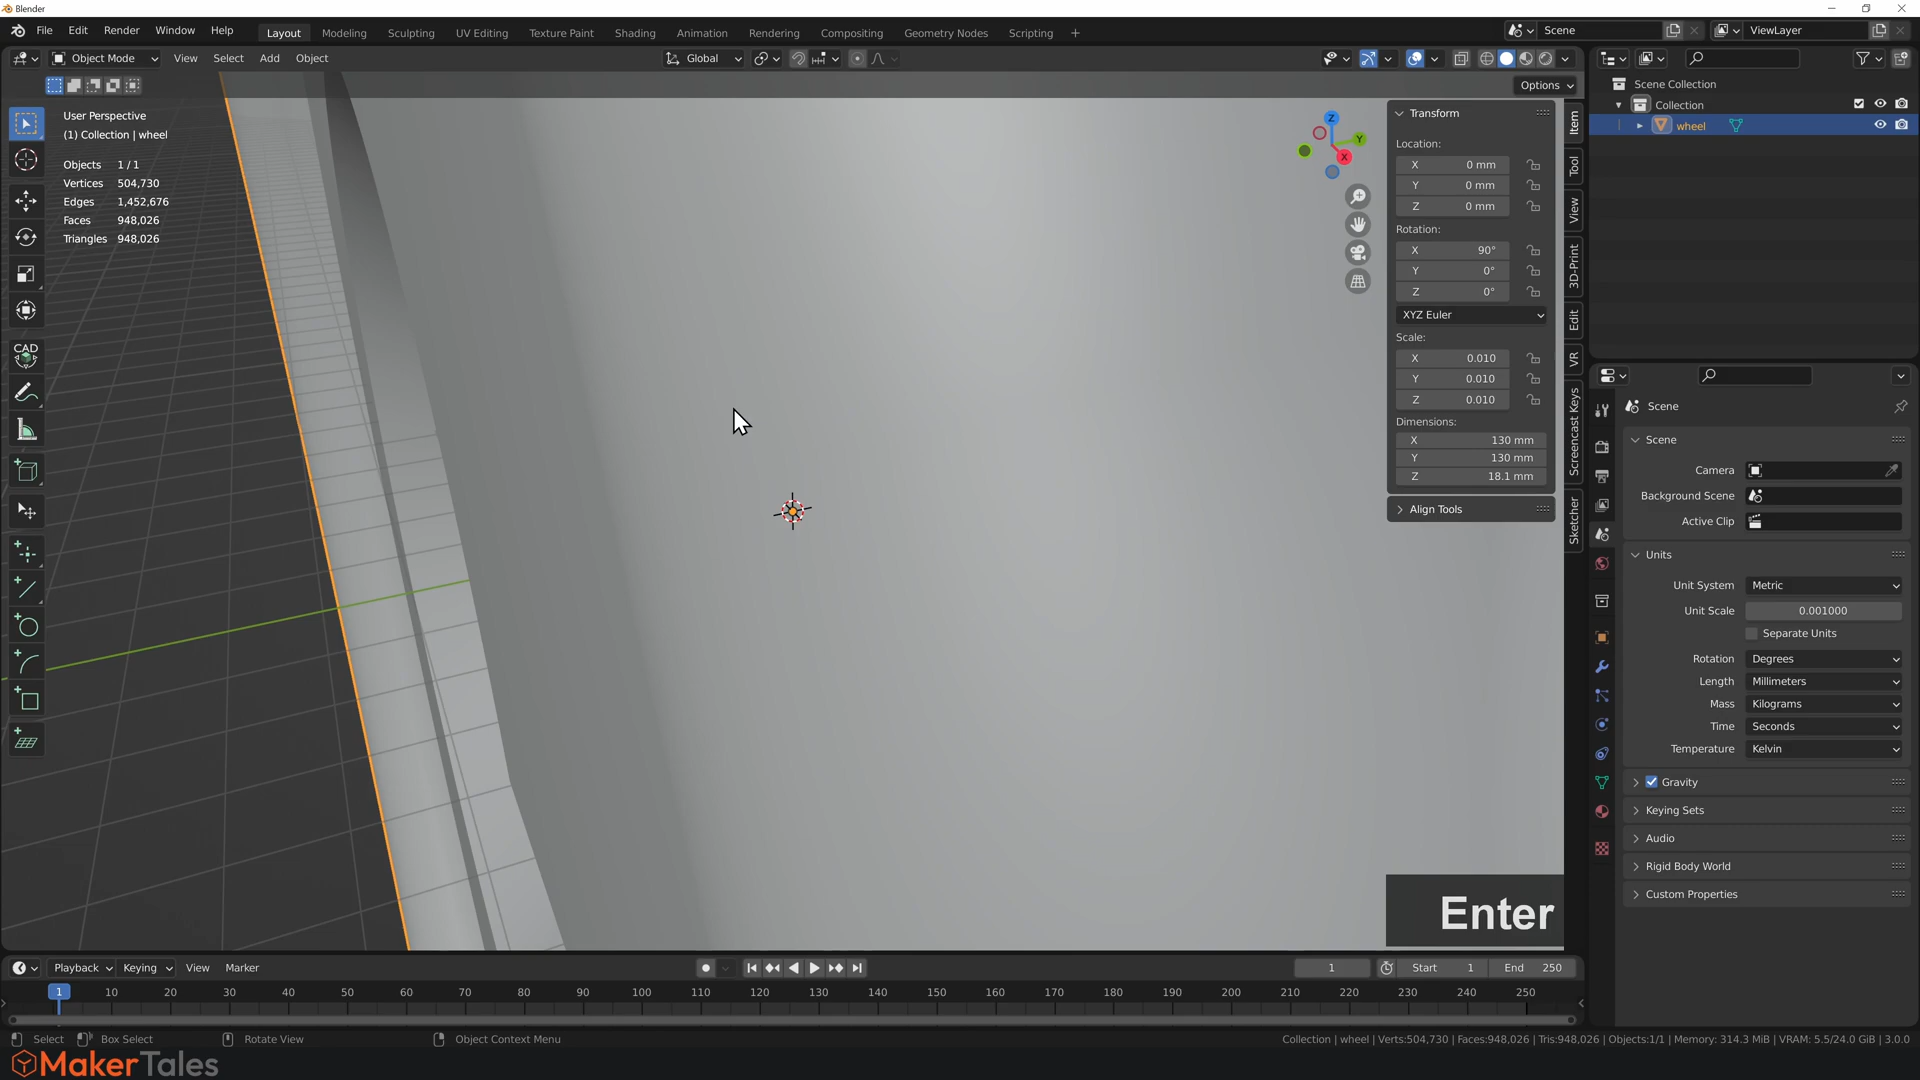 Blender
File Edit Render Window Help Layout Modeling Sculpting UV Editing Texture Paint Shading Animation Rendering Compositing Geometry Nodes Scripting + Scene ViewLayer
Object Mode View Select Add Object Global
Options
User Perspective
(1) Collection | wheel
Objects 1 / 1
Vertices 504,730
Edges 1,452,676
Faces 948,026
Triangles 948,026
CAD
Z
Y
X
Transform
Location:
X 0 mm
Y 0 mm
Z 0 mm
Rotation:
X 90°
Y 0°
Z 0°
XYZ Euler
Scale:
X 0.010
Y 0.010
Z 0.010
Dimensions:
X 130 mm
Y 130 mm
Z 18.1 mm
Align Tools
Item
Tool
View
3D-Print
Edit
VR
Screencast Keys
Sketcher
Enter
Scene Collection
Collection
wheel
Scene
Scene
Camera
Background Scene
Active Clip
Units
Unit System Metric
Unit Scale 0.001000
Separate Units
Rotation Degrees
Length Millimeters
Mass Kilograms
Time Seconds
Temperature Kelvin
Gravity
Keying Sets
Audio
Rigid Body World
Custom Properties
Playback Keying View Marker 1 Start 1 End 250
1 10 20 30 40 50 60 70 80 90 100 110 120 130 140 150 160 170 180 190 200 210 220 230 240 250
Select Box Select Rotate View Object Context Menu Collection | wheel | Verts:504,730 | Faces:948,026 | Tris:948,026 | Objects:1/1 | Memory: 314.3 MiB | VRAM: 5.5/24.0 GiB | 3.0.0
MakerTales